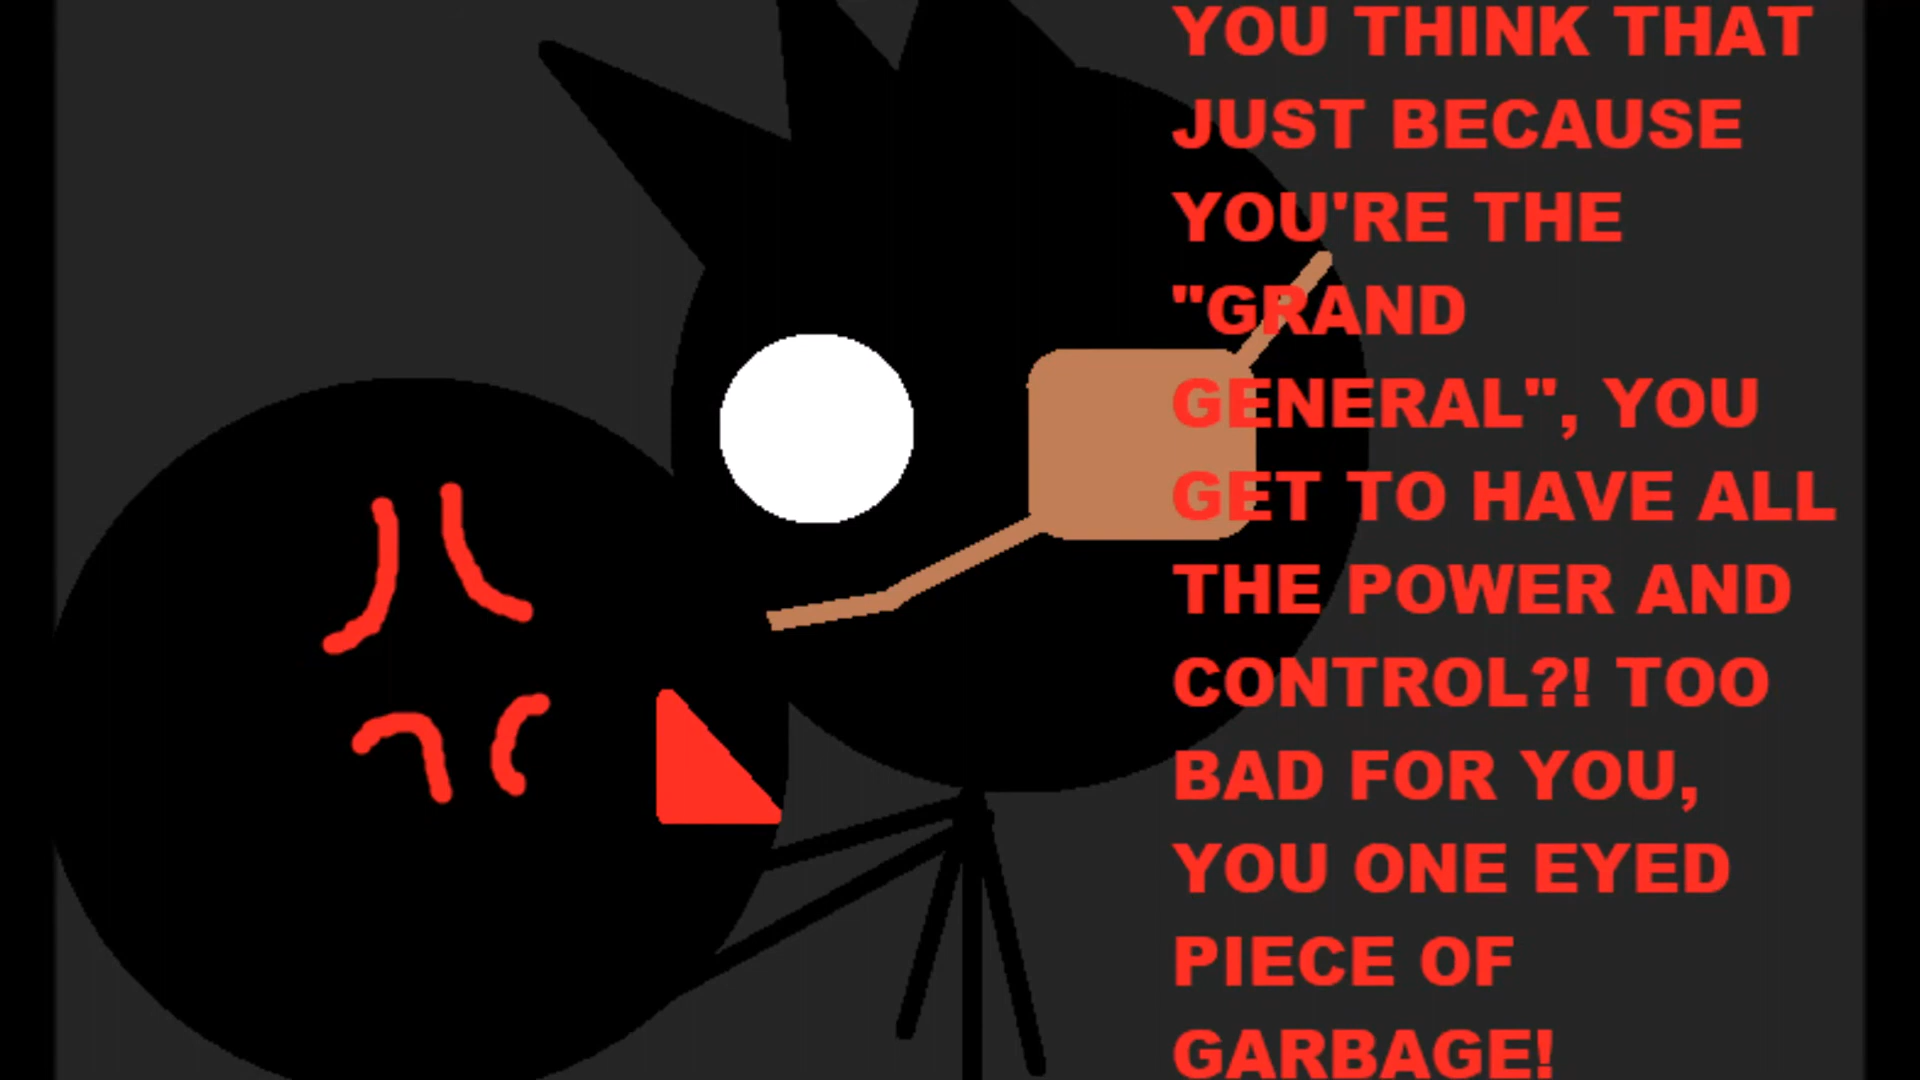 YOU THINK THAT
JUST BECAUSE
YOU'RE THE
"GRAND
GENERAL", YOU
GET TO HAVE ALL
THE POWER AND
CONTROL?! TOO
BAD FOR YOU,
YOU ONE EYED
PIECE OF
GARBAGE!